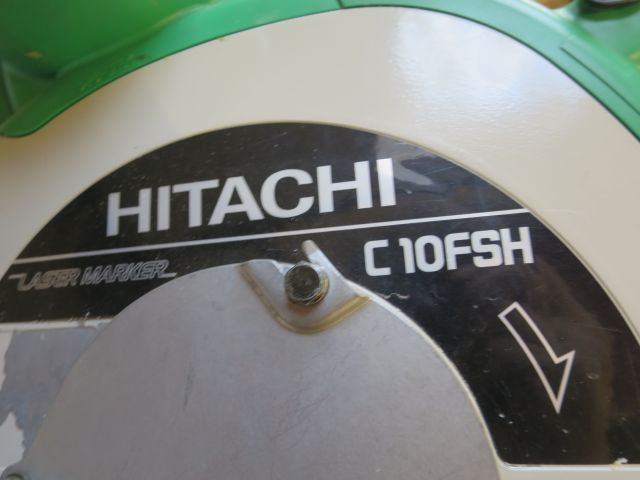 HITACHI
C 10FSH
LASER MARKER